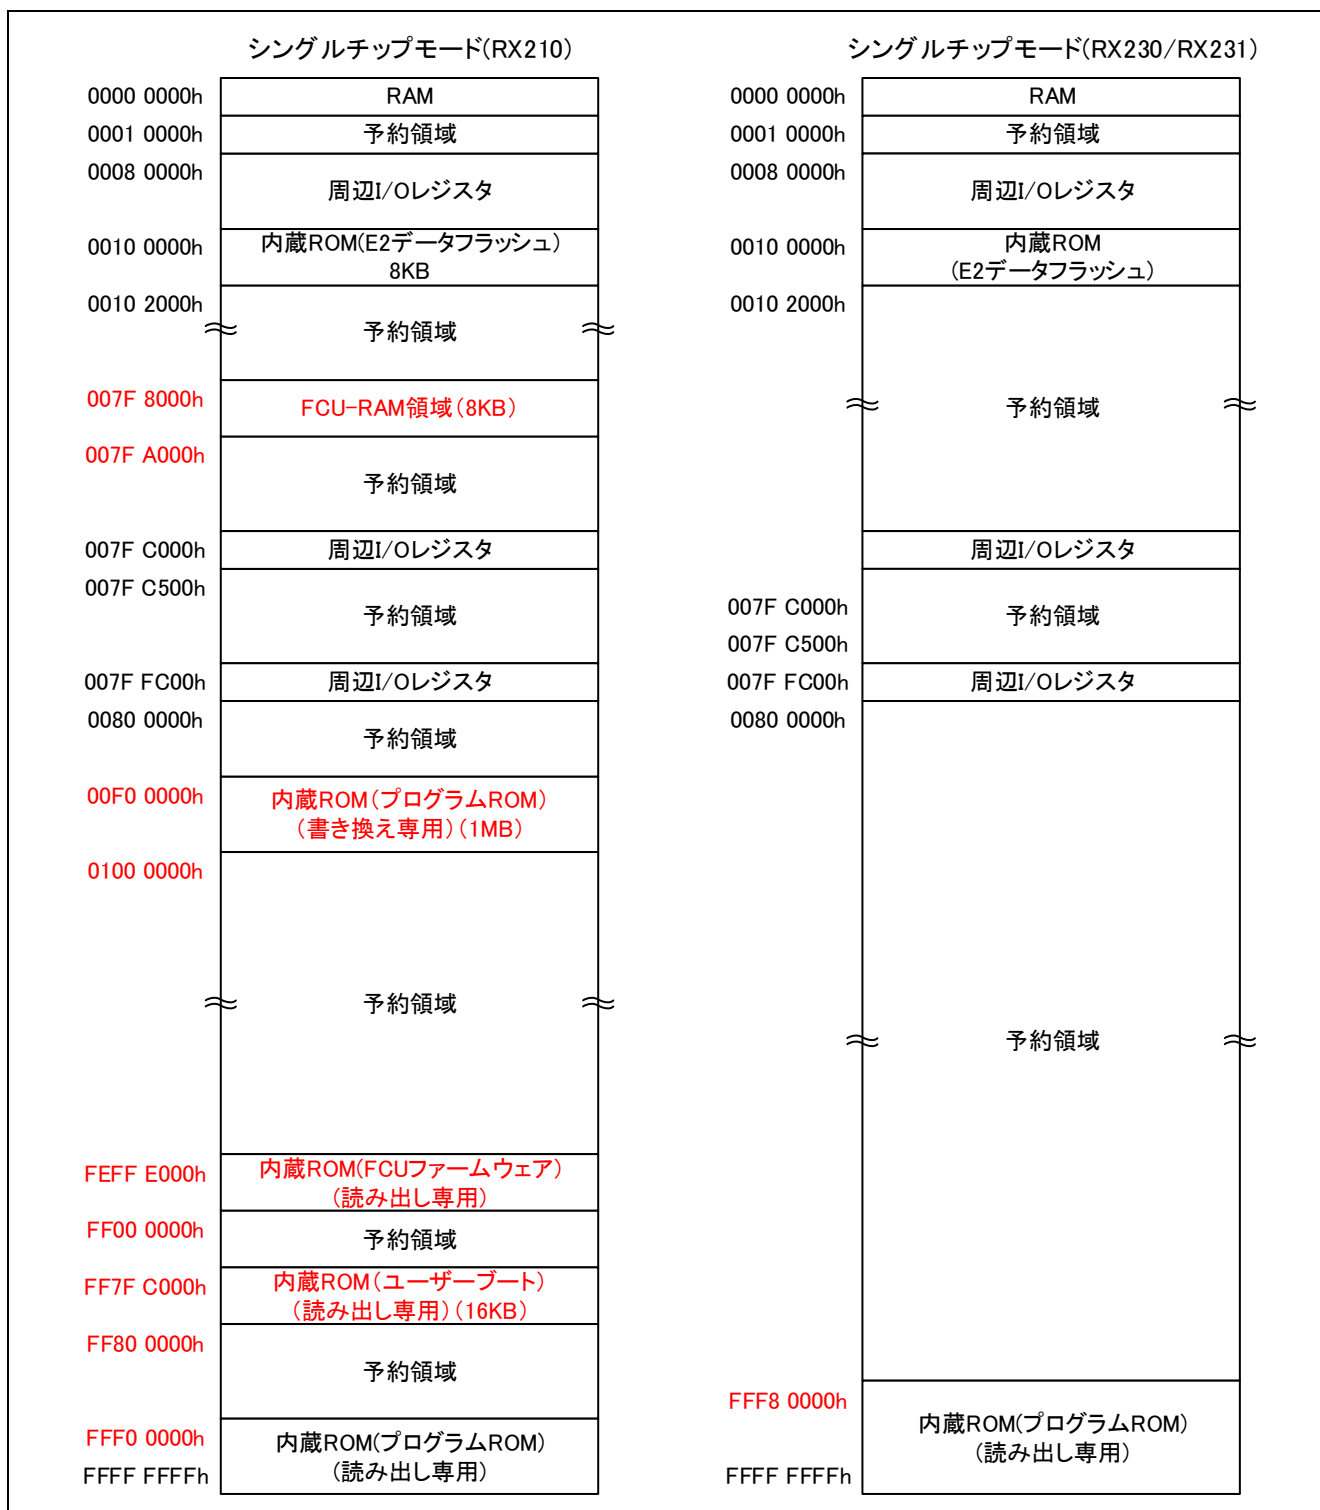 シングルチップモード(RX210)
0000 0000h
RAM
0001 0000h
予約領域
0008 0000h
周辺I/Oレジスタ
0010 0000h
内蔵ROM(E2データフラッシュ)
8KB
0010 2000h
予約領域
007F 8000h
FCU-RAM領域(8KB)
007F A000h
予約領域
007F C000h
周辺I/Oレジスタ
007F C500h
予約領域
007F FC00h
周辺I/Oレジスタ
0080 0000h
予約領域
00F0 0000h
内蔵ROM(プログラムROM)
(書き換え専用)(1MB)
0100 0000h
予約領域
FEFF E000h
内蔵ROM(FCUファームウェア)
(読み出し専用)
FF00 0000h
予約領域
FF7F C000h
内蔵ROM(ユーザーブート)
(読み出し専用)(16KB)
FF80 0000h
予約領域
FFF0 0000h
内蔵ROM(プログラムROM)
(読み出し専用)
FFFF FFFFh
シングルチップモード(RX230/RX231)
0000 0000h
RAM
0001 0000h
予約領域
0008 0000h
周辺I/Oレジスタ
0010 0000h
内蔵ROM
(E2データフラッシュ)
0010 2000h
予約領域
周辺I/Oレジスタ
007F C000h
予約領域
007F C500h
007F FC00h
周辺I/Oレジスタ
0080 0000h
予約領域
FFF8 0000h
内蔵ROM(プログラムROM)
(読み出し専用)
FFFF FFFFh